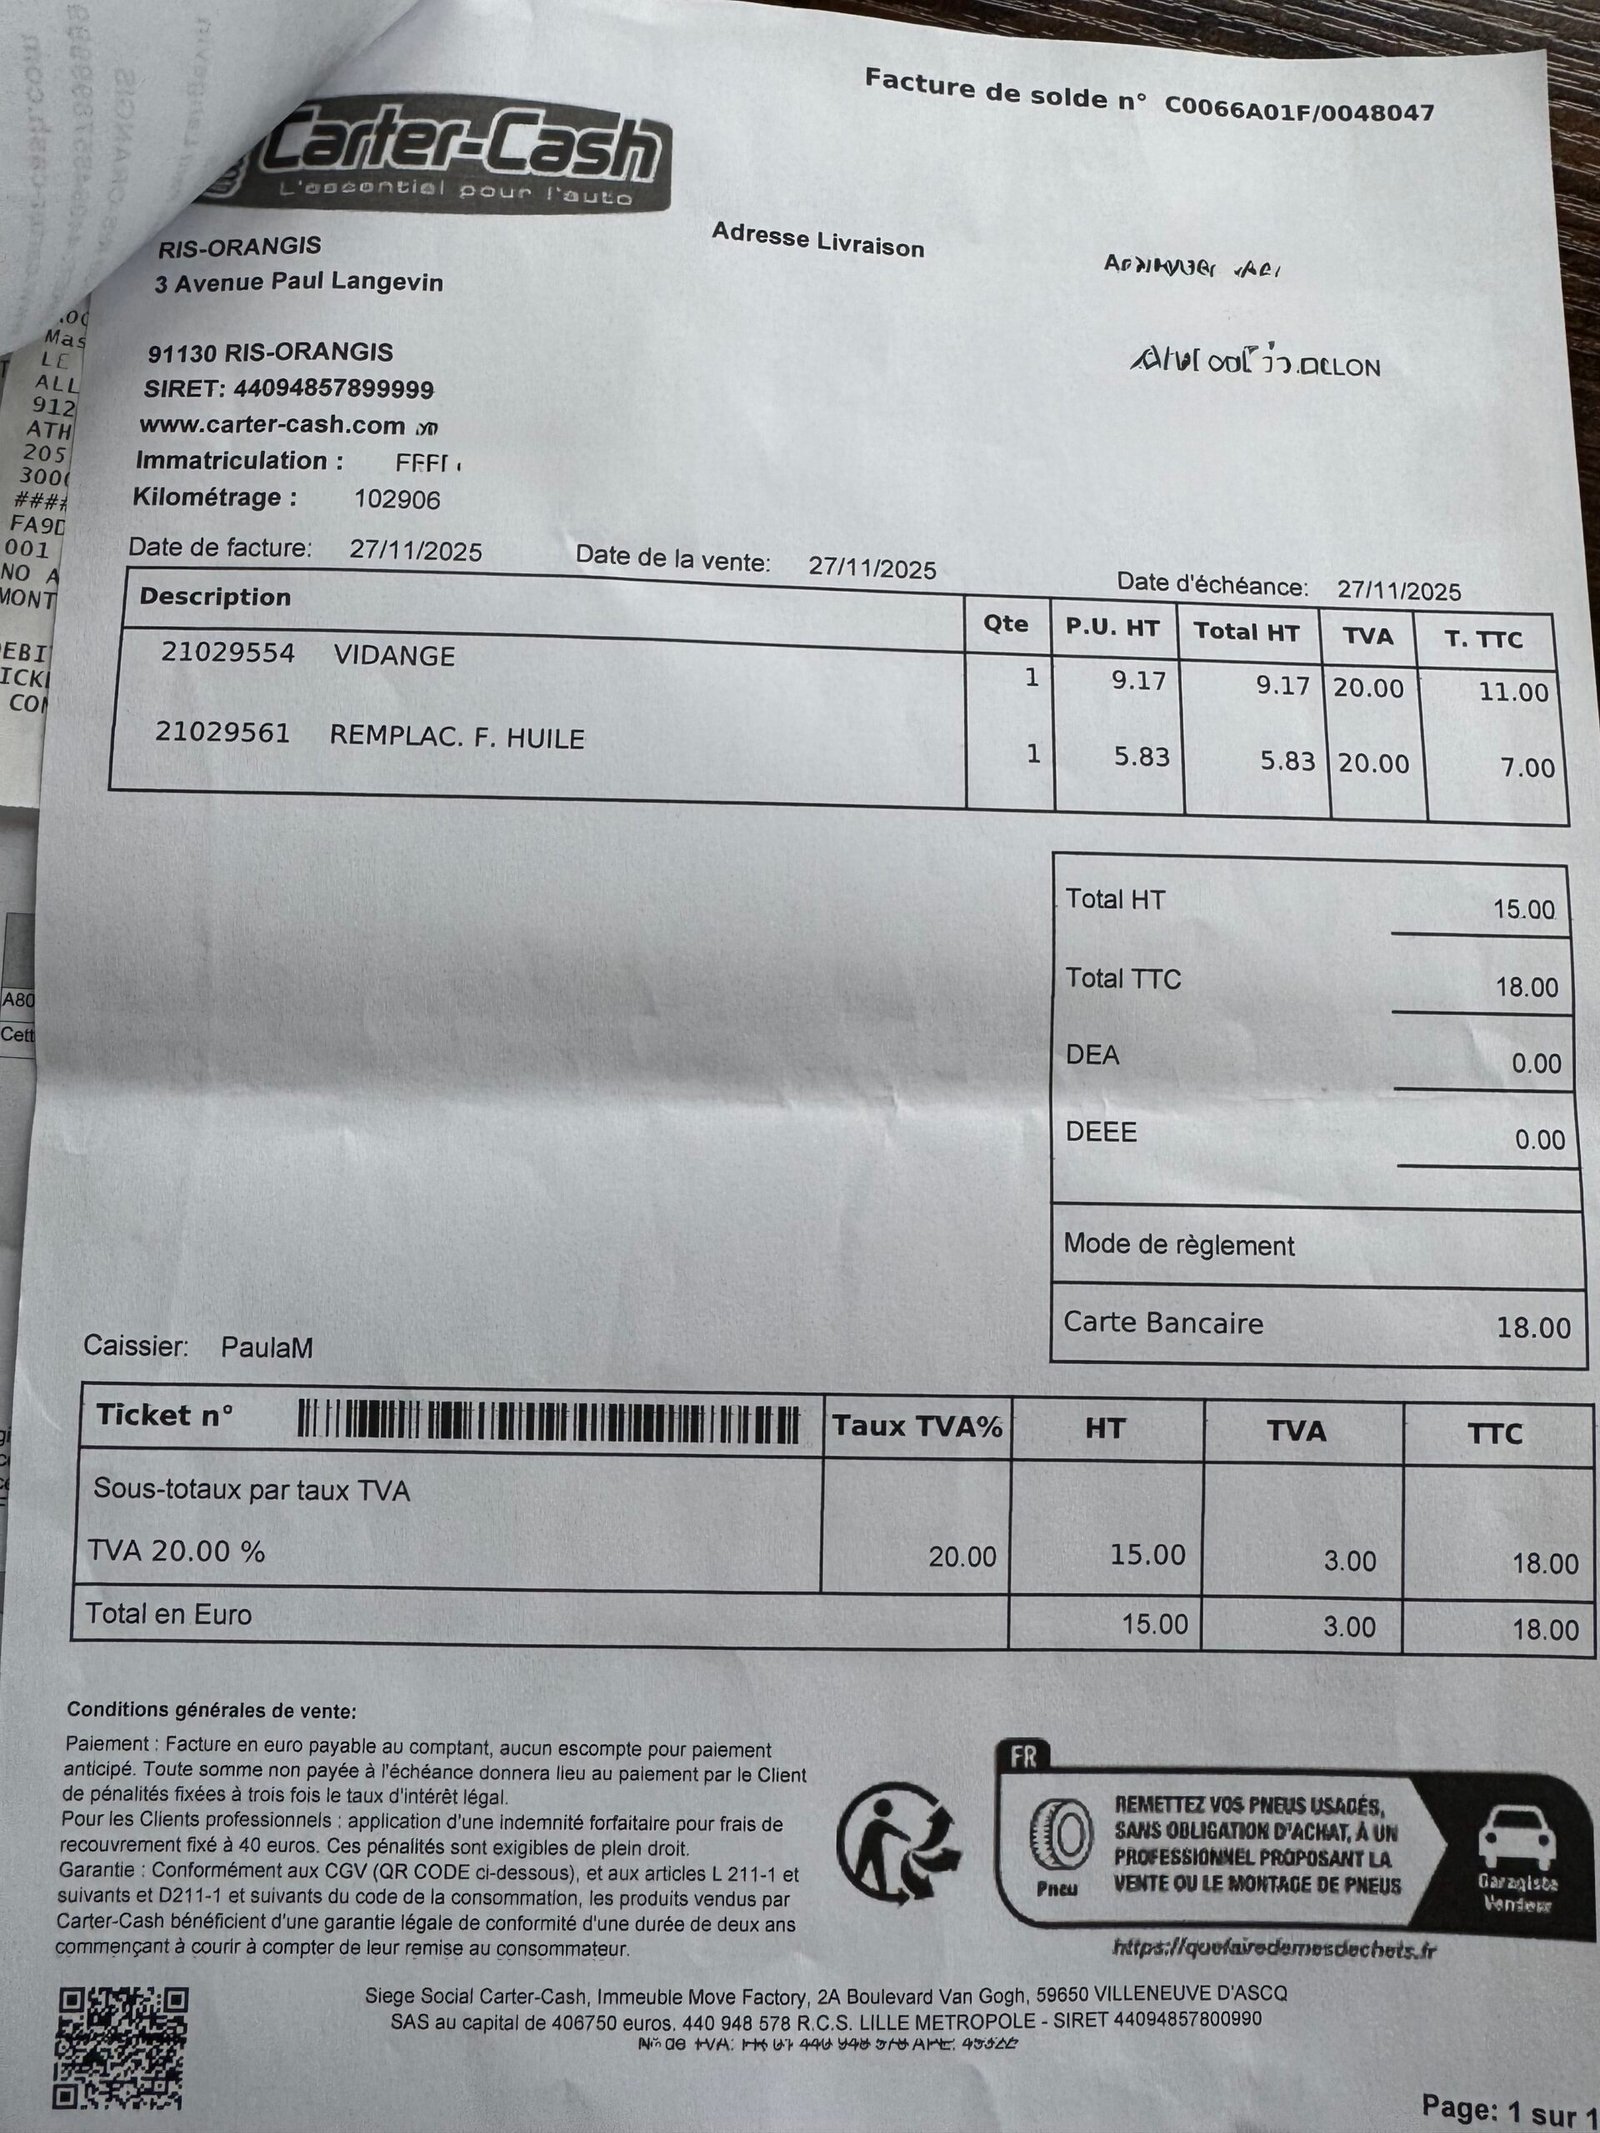 Facture de solde n° C0066A01F/0048047
Carter-Cash
L'essentiel pour l'auto
RIS-ORANGIS
3 Avenue Paul Langevin
Adresse Livraison
91130 RIS-ORANGIS
SIRET: 44094857899999
www.carter-cash.com
Immatriculation :
Kilométrage : 102906
Date de facture: 27/11/2025 Date de la vente: 27/11/2025 Date d'échéance: 27/11/2025
Description Qte P.U. HT Total HT TVA T. TTC
21029554 VIDANGE 1 9.17 9.17 20.00 11.00
21029561 REMPLAC. F. HUILE 1 5.83 5.83 20.00 7.00
Total HT 15.00
Total TTC 18.00
DEA 0.00
DEEE 0.00
Mode de règlement
Carte Bancaire 18.00
Caissier: PaulaM
Ticket n° Taux TVA% HT TVA TTC
Sous-totaux par taux TVA
TVA 20.00 % 20.00 15.00 3.00 18.00
Total en Euro 15.00 3.00 18.00
Conditions générales de vente:
Paiement : Facture en euro payable au comptant, aucun escompte pour paiement
anticipé. Toute somme non payée à l'échéance donnera lieu au paiement par le Client
de pénalités fixées à trois fois le taux d'intérêt légal.
Pour les Clients professionnels : application d'une indemnité forfaitaire pour frais de
recouvrement fixé à 40 euros. Ces pénalités sont exigibles de plein droit.
Garantie : Conformément aux CGV (QR CODE ci-dessous), et aux articles L 211-1 et
suivants et D211-1 et suivants du code de la consommation, les produits vendus par
Carter-Cash bénéficient d'une garantie légale de conformité d'une durée de deux ans
commençant à courir à compter de leur remise au consommateur.
FR
Pneu
REMETTEZ VOS PNEUS USAGÉS,
SANS OBLIGATION D'ACHAT, À UN
PROFESSIONNEL PROPOSANT LA
VENTE OU LE MONTAGE DE PNEUS
Garagiste
Vendeur
https://quefairedemesdechets.fr
Siege Social Carter-Cash, Immeuble Move Factory, 2A Boulevard Van Gogh, 59650 VILLENEUVE D'ASCQ
SAS au capital de 406750 euros. 440 948 578 R.C.S. LILLE METROPOLE - SIRET 44094857800990
Page: 1 sur 1
Mas
LE
ALL
912
ATH
205
FA9D
001
NO A
MONT
A80
Cett